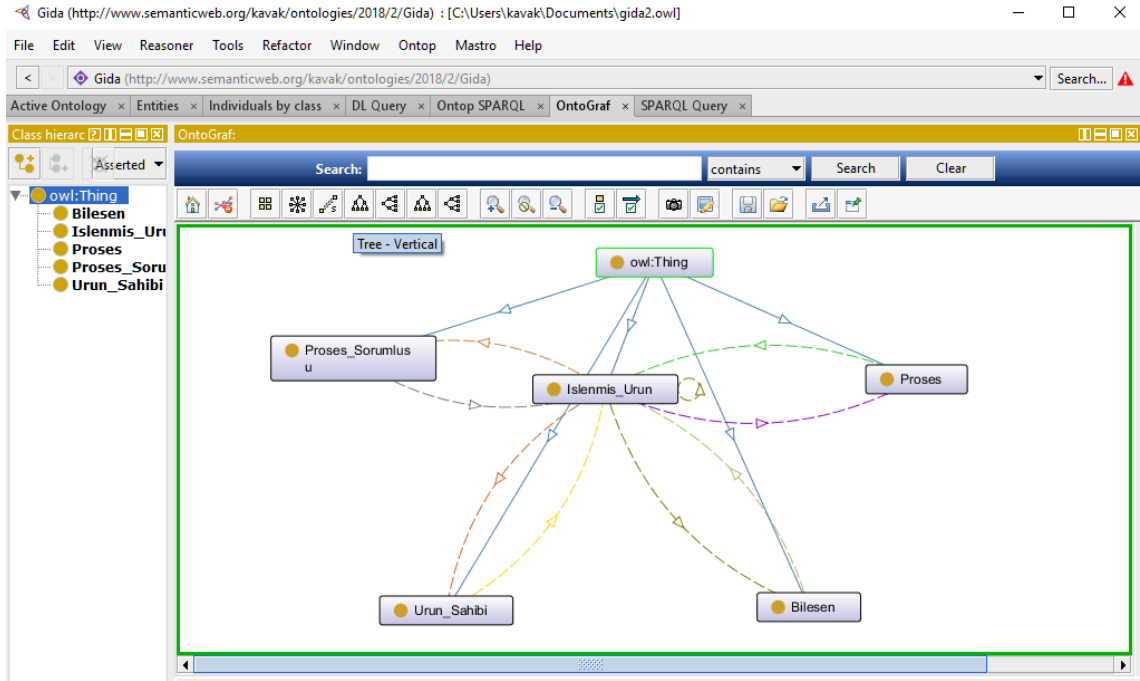 Gida (http://www.semanticweb.org/kavak/ontologies/2018/2/Gida) : [C:\Users\kavak\Documents\gida2.owl]
File Edit View Reasoner Tools Refactor Window Ontop Mastro Help
< > Gida (http://www.semanticweb.org/kavak/ontologies/2018/2/Gida) Search...
Active Ontology × Entities × Individuals by class × DL Query × Ontop SPARQL × OntoGraf × SPARQL Query ×
Class hierarc OntoGraf:
Asserted
Search: contains Search Clear
owl:Thing
Bilesen
Islenmis_Uru
Proses
Proses_Soru
Urun_Sahibi
Tree - Vertical
owl:Thing
Proses_Sorumlus
u
Islenmis_Urun
Proses
Urun_Sahibi
Bilesen